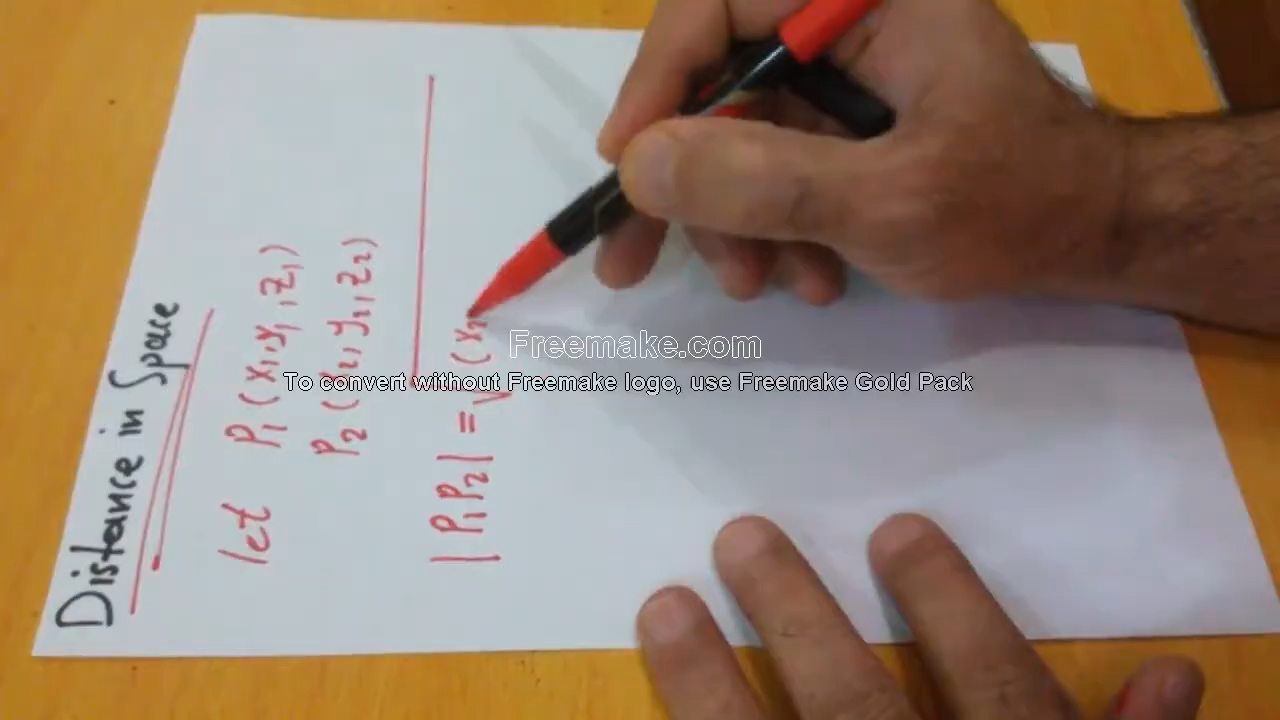 Distance in Space
let P₁(x₁,y₁,z₁)
P₂(x₂,y₂,z₂)
|P₁P₂| = √(x₂
Freemake.com
To convert without Freemake logo, use Freemake Gold Pack